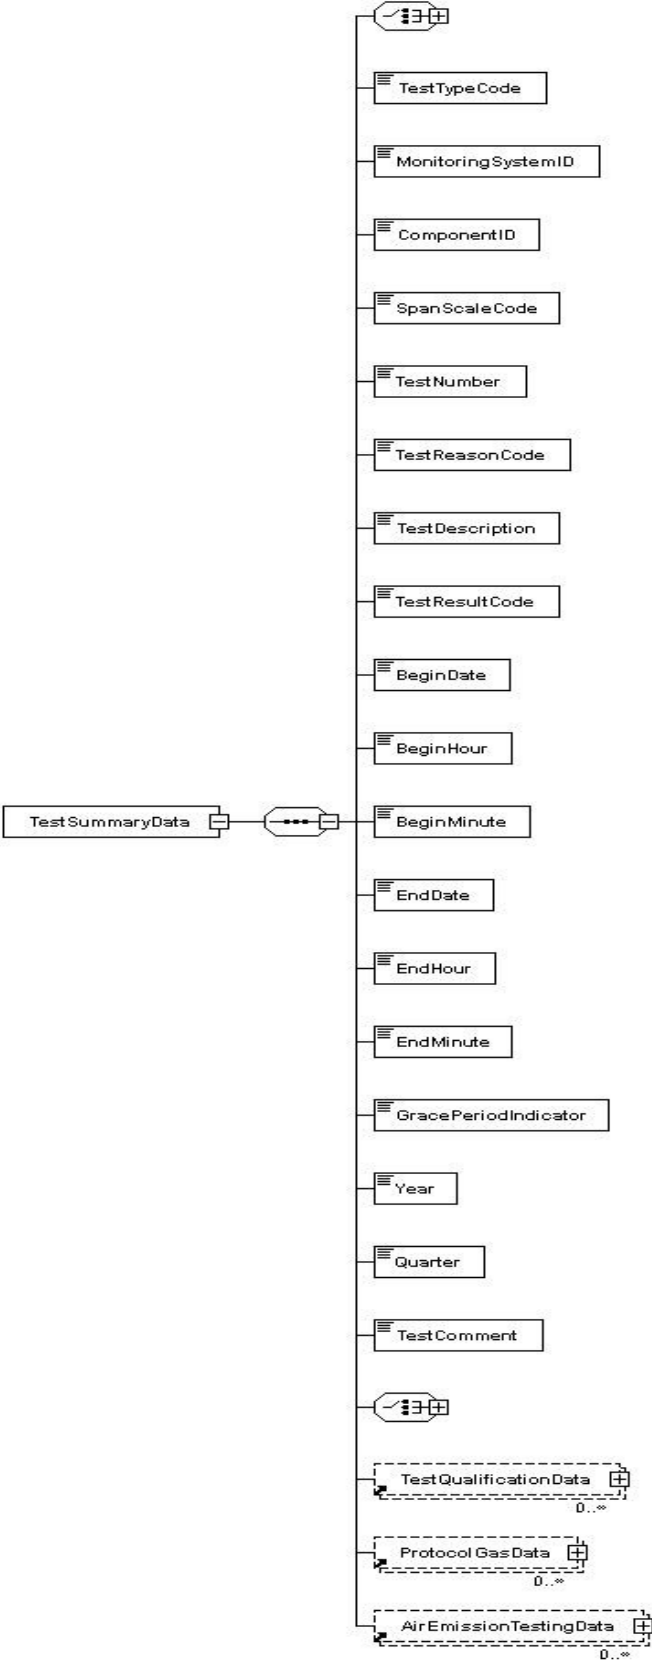 TestTypeCode
MonitoringSystemID
ComponentID
SpanScaleCode
TestNumber
TestReasonCode
TestDescription
TestResultCode
BeginDate
BeginHour
TestSummaryData
BeginMinute
EndDate
EndHour
EndMinute
GracePeriodIndicator
Year
Quarter
TestComment
TestQualificationData
0..∞
ProtocolGasData
0..∞
AirEmissionTestingData
0..∞